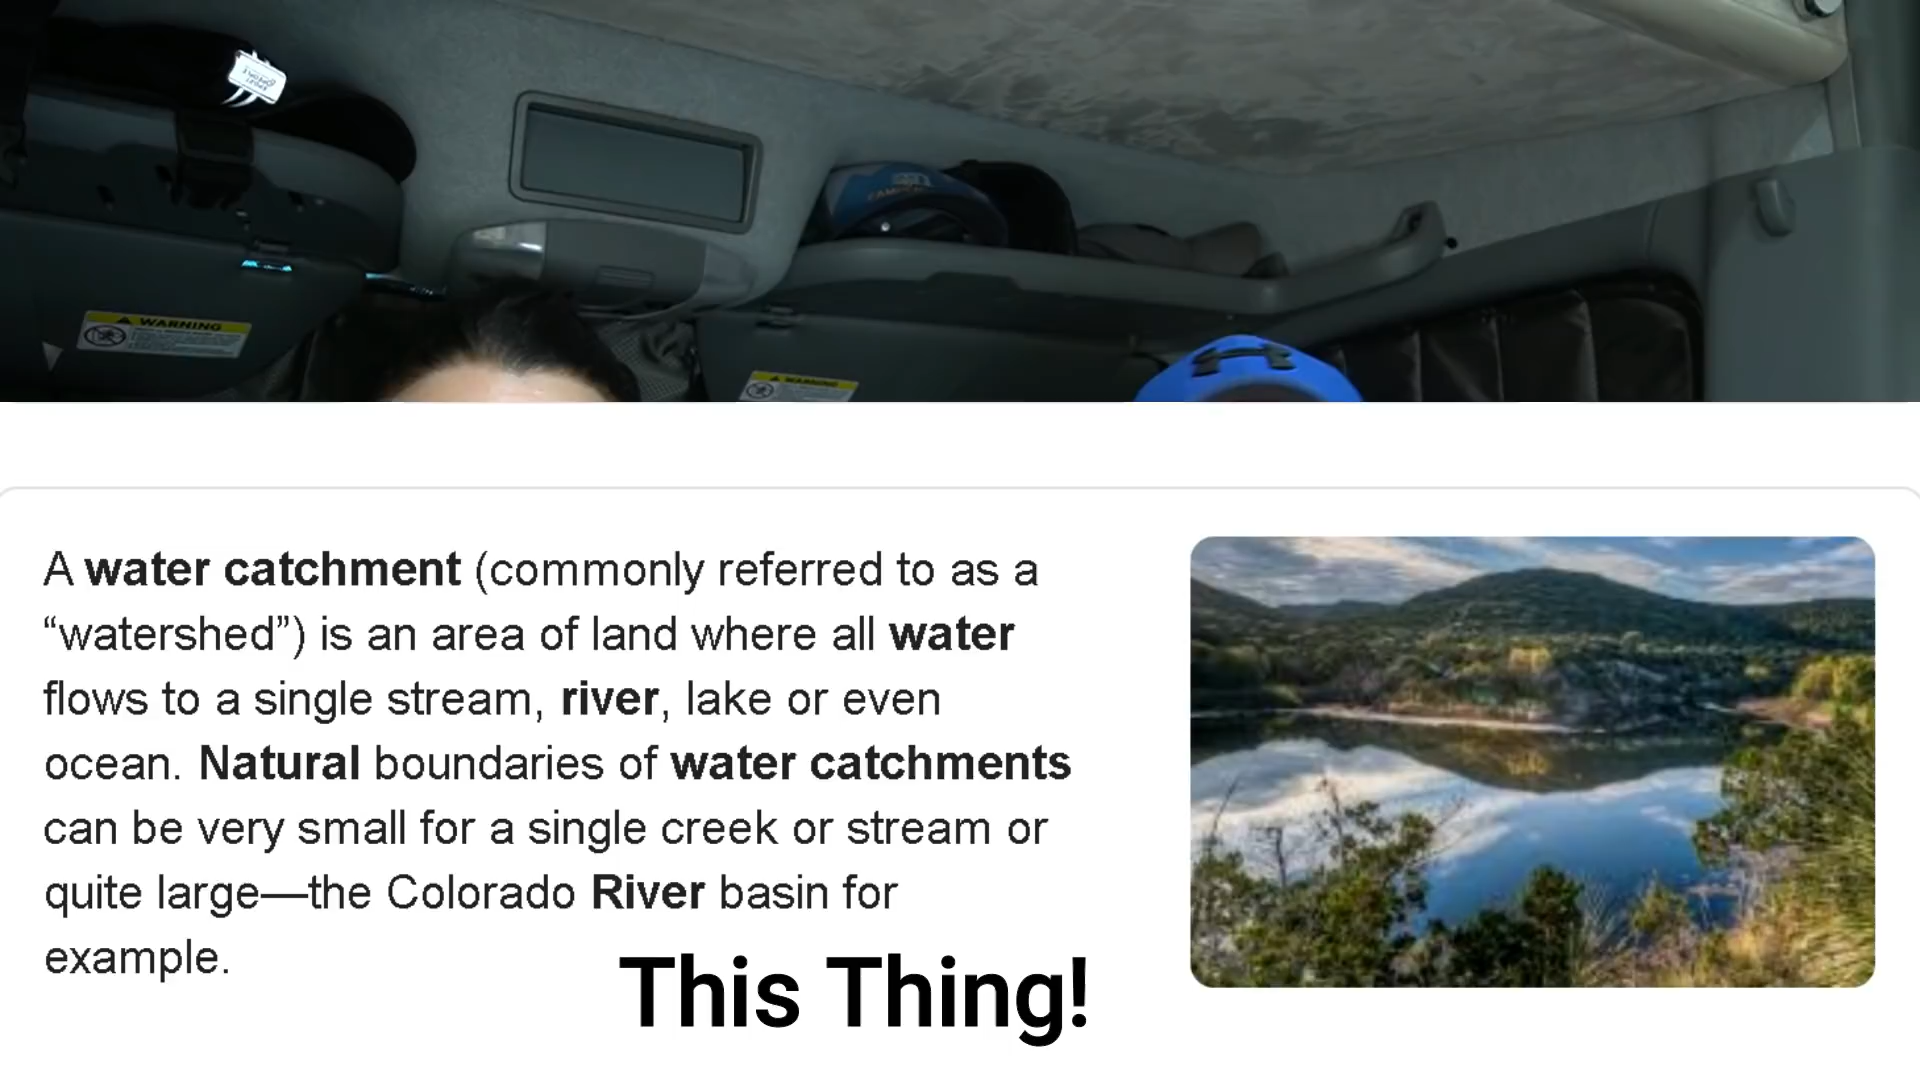 WARNING
WARNING
A water catchment (commonly referred to as a
“watershed”) is an area of land where all water
flows to a single stream, river, lake or even
ocean. Natural boundaries of water catchments
can be very small for a single creek or stream or
quite large—the Colorado River basin for
example.
This Thing!